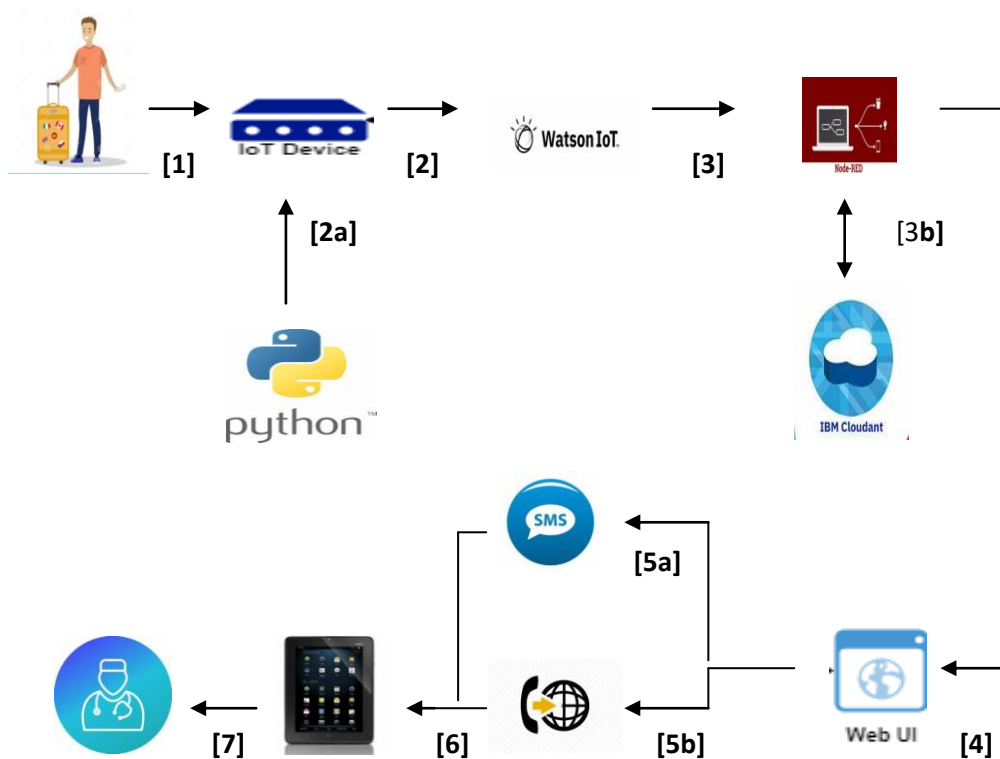 IoT Device
[1]
[2]
Watson IoT.
[3]
Node-RED
[2a]
[3b]
python™
IBM Cloudant
SMS
[5a]
Web UI
[7]
[6]
[5b]
[4]